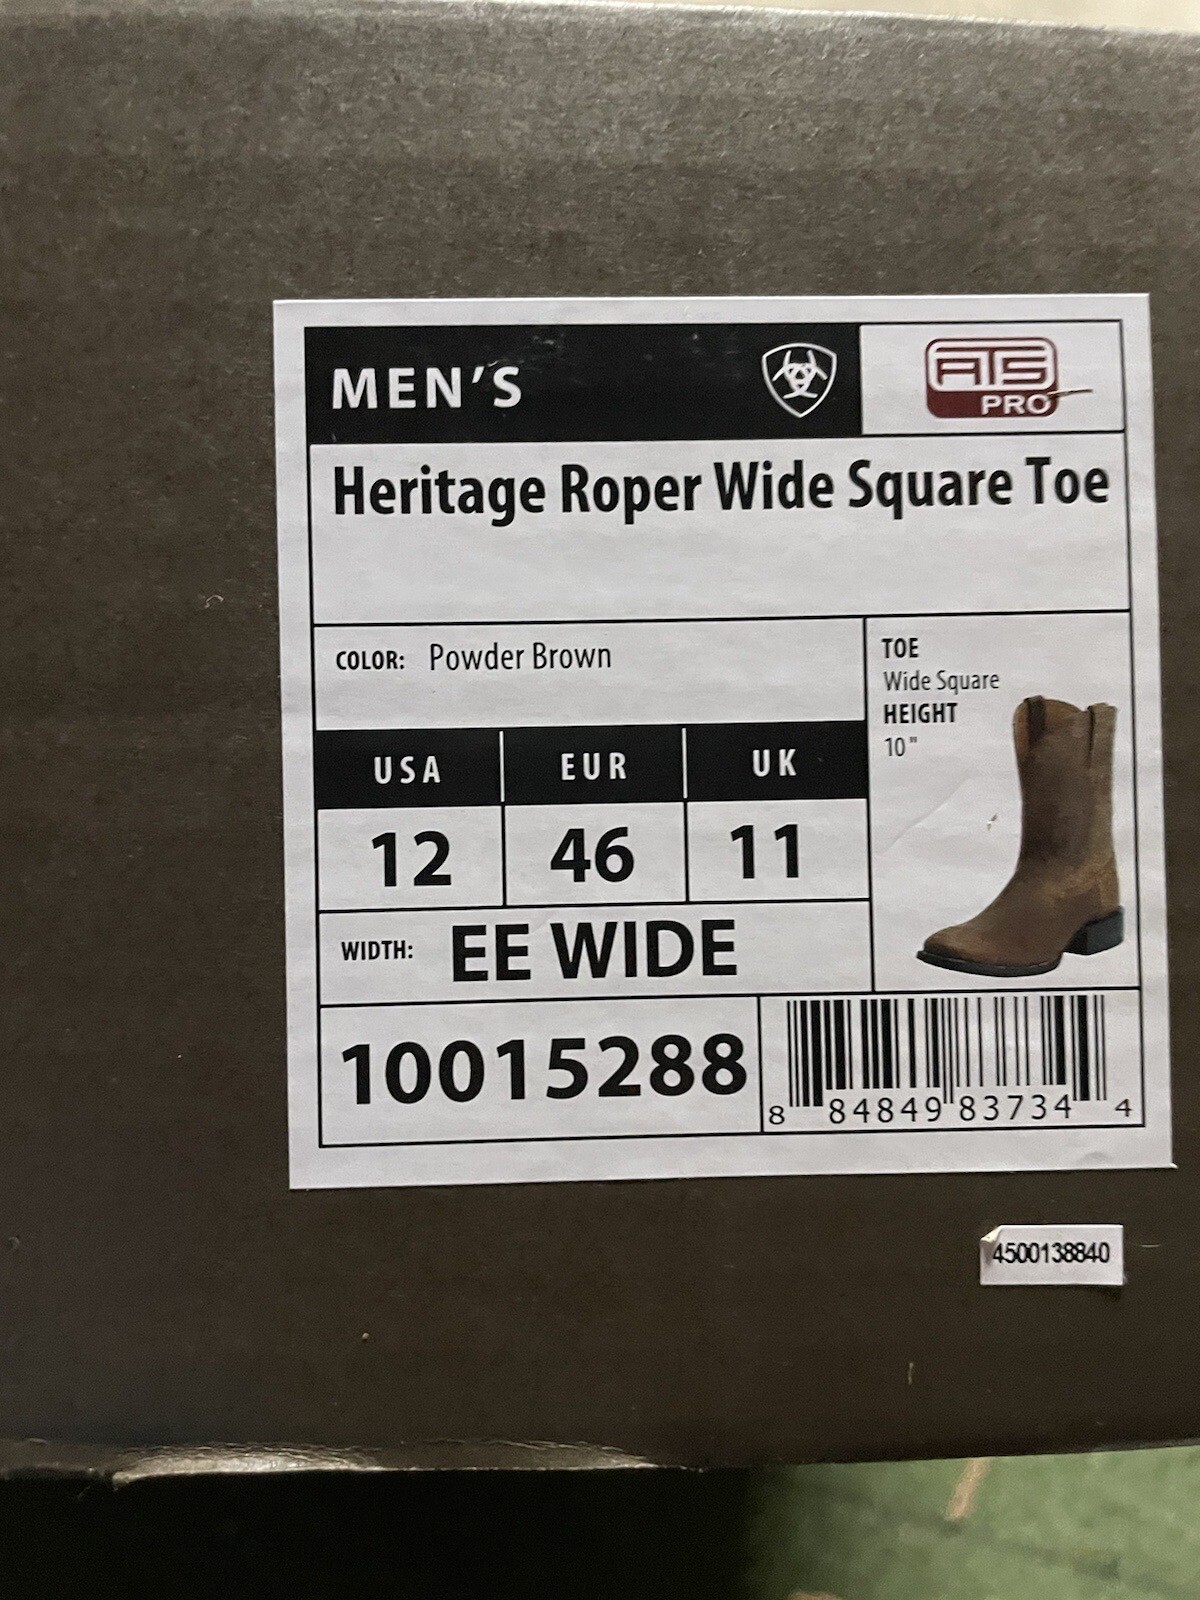 MEN'S
ATS
PRO
Heritage Roper Wide Square Toe
COLOR: Powder Brown
TOE
Wide Square
HEIGHT
10"
USA EUR UK
12 46 11
WIDTH: EE WIDE
10015288
8 84849 83734 4
4500138840